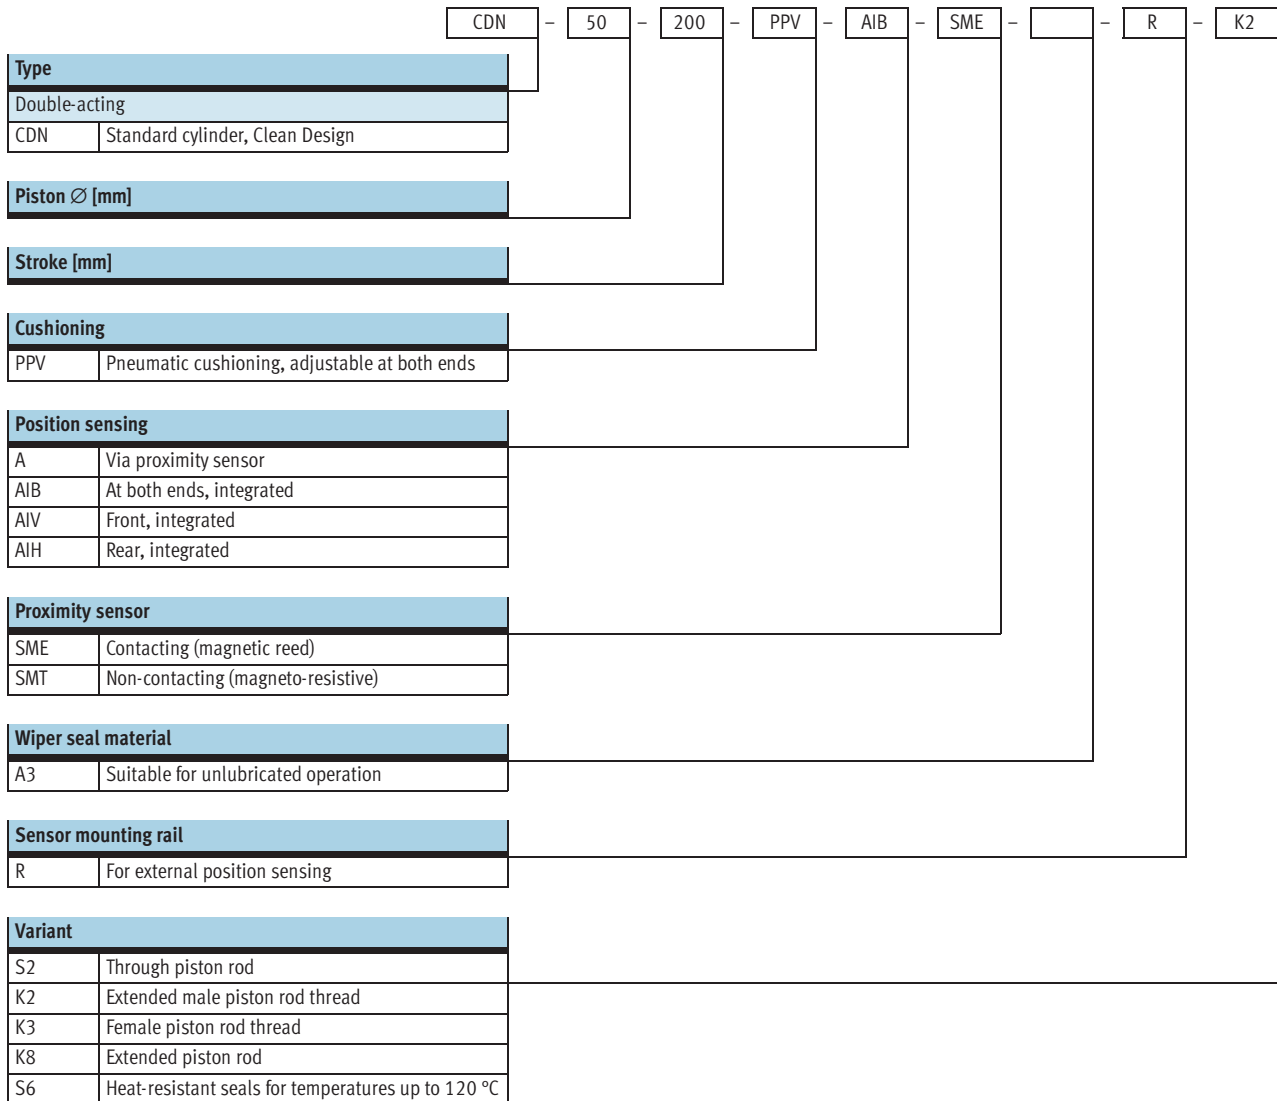 CDN – 50 – 200 – PPV – AIB – SME – – R – K2
Type
Double-acting
CDN Standard cylinder, Clean Design
Piston ∅ [mm]
Stroke [mm]
Cushioning
PPV Pneumatic cushioning, adjustable at both ends
Position sensing
A Via proximity sensor
AIB At both ends, integrated
AIV Front, integrated
AIH Rear, integrated
Proximity sensor
SME Contacting (magnetic reed)
SMT Non-contacting (magneto-resistive)
Wiper seal material
A3 Suitable for unlubricated operation
Sensor mounting rail
R For external position sensing
Variant
S2 Through piston rod
K2 Extended male piston rod thread
K3 Female piston rod thread
K8 Extended piston rod
S6 Heat-resistant seals for temperatures up to 120 °C